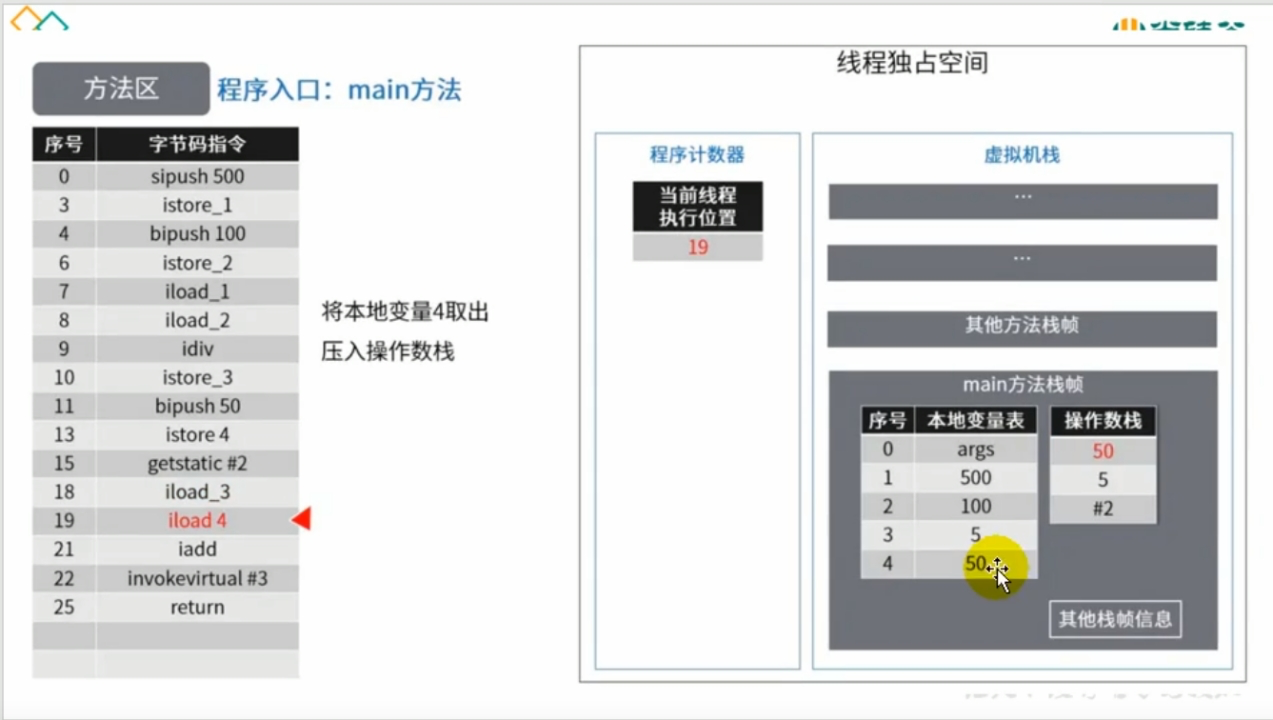 方法区 程序入口：main方法
序号 字节码指令
0 sipush 500
3 istore_1
4 bipush 100
6 istore_2
7 iload_1
8 iload_2
9 idiv
10 istore_3
11 bipush 50
13 istore 4
15 getstatic #2
18 iload_3
19 iload 4
21 iadd
22 invokevirtual #3
25 return
将本地变量4取出
压入操作数栈
线程独占空间
程序计数器
当前线程
执行位置
19
虚拟机栈
...
...
其他方法栈帧
main方法栈帧
序号 本地变量表
0 args
1 500
2 100
3 5
4 50
操作数栈
50
5
#2
其他栈帧信息